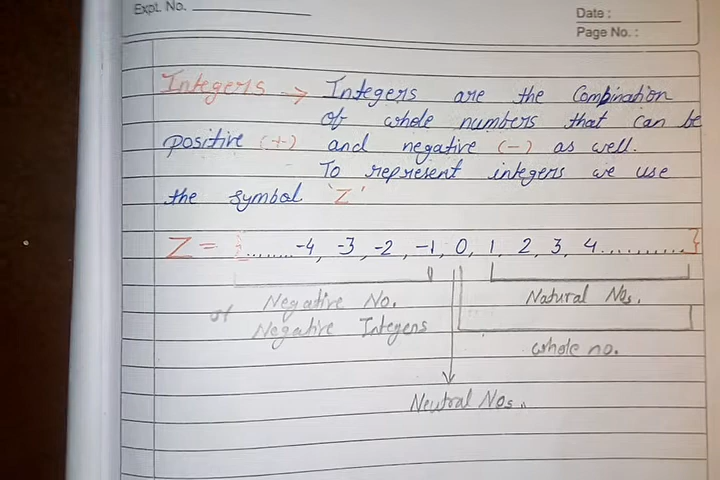 Expt. No.
Date :
Page No. :
Integers → Integers are the Combination
of whole numbers that can be
positive (+) and negative (-) as well.
To represent integers we use
the symbol 'Z'
Z = {........-4, -3, -2, -1, 0, 1, 2, 3, 4...........}
Negative No. Natural Nos.
Negative Integers
whole no.
Neutral Nos.